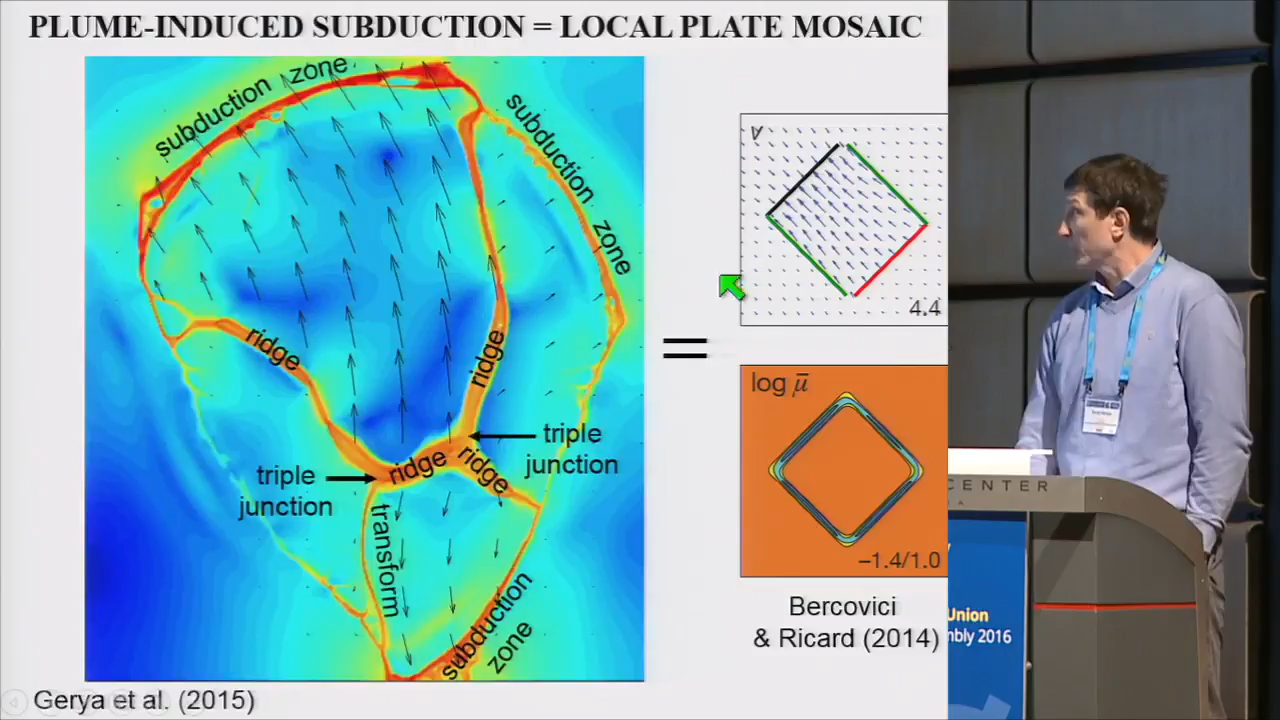 PLUME-INDUCED SUBDUCTION = LOCAL PLATE MOSAIC
subduction zone
subduction zone
ridge
ridge
ridge
ridge
triple
junction
triple
junction
transform
subduction
zone
Gerya et al. (2015)
v
4.4
=
log μ̄
−1.4/1.0
Bercovici
& Ricard (2014)
CENTER
Union
mbly 2016